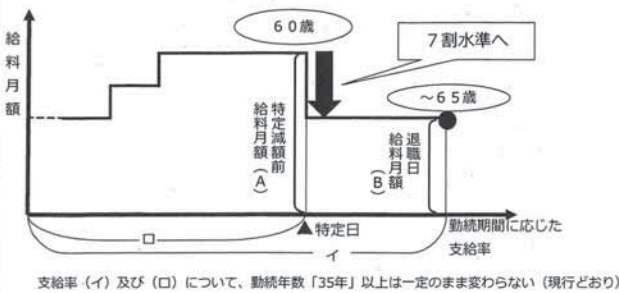 給料月額
60歳
7割水準へ
~65歳
特定減額前
給料月額(A)
退職日
給料月額
(B)
▲特定日
勤続期間に応じた
支給率
ロ
イ
支給率(イ)及び(ロ)について、勤続年数「35年」以上は一定のまま変わらない(現行どおり)